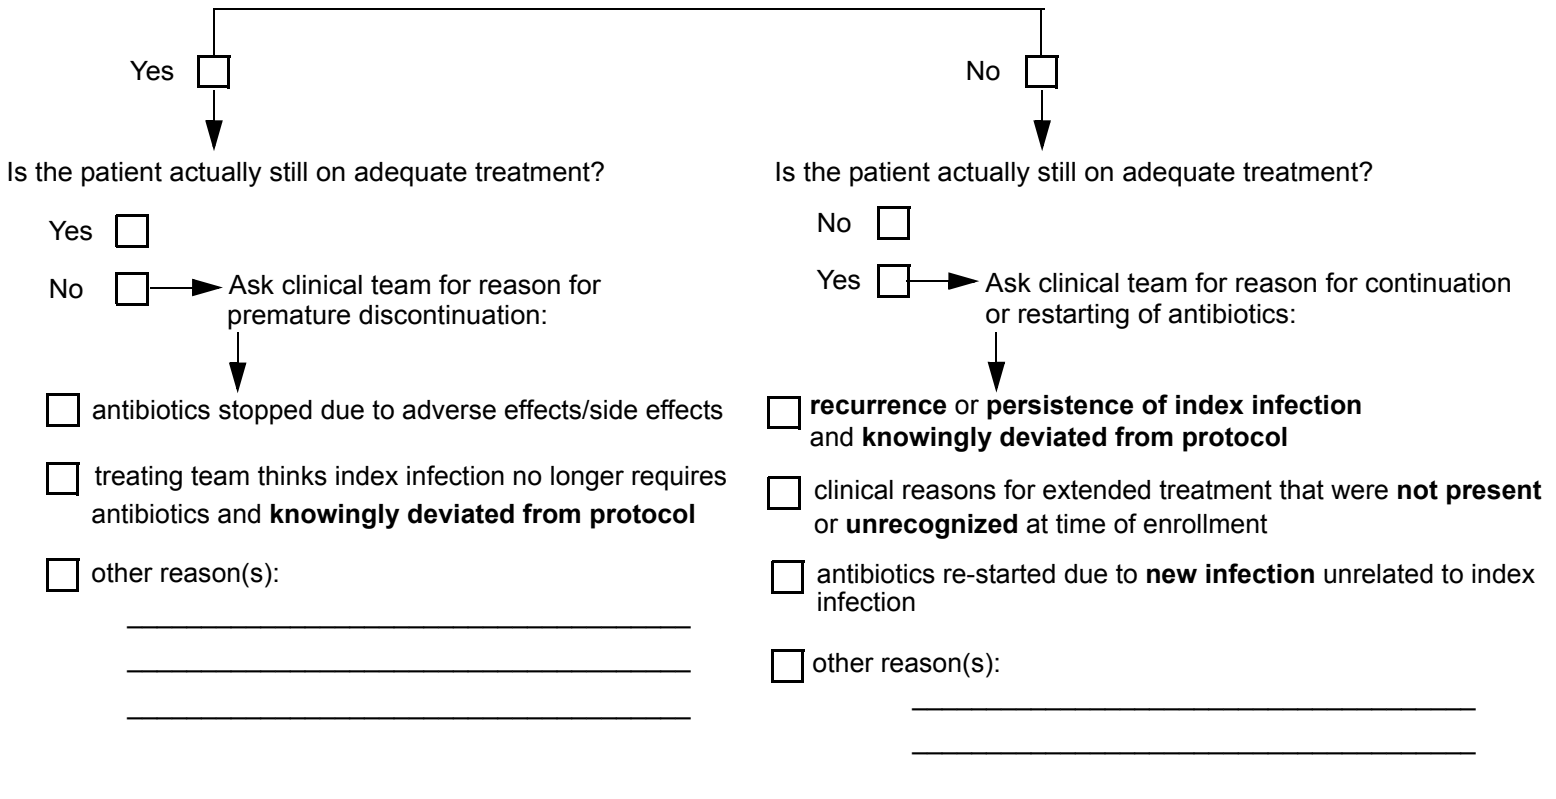 Yes
No
Is the patient actually still on adequate treatment?
Yes
No
Ask clinical team for reason for
premature discontinuation:
antibiotics stopped due to adverse effects/side effects
treating team thinks index infection no longer requires
antibiotics and knowingly deviated from protocol
other reason(s):
Is the patient actually still on adequate treatment?
No
Yes
Ask clinical team for reason for continuation
or restarting of antibiotics:
recurrence or persistence of index infection
and knowingly deviated from protocol
clinical reasons for extended treatment that were not present
or unrecognized at time of enrollment
antibiotics re-started due to new infection unrelated to index
infection
other reason(s):